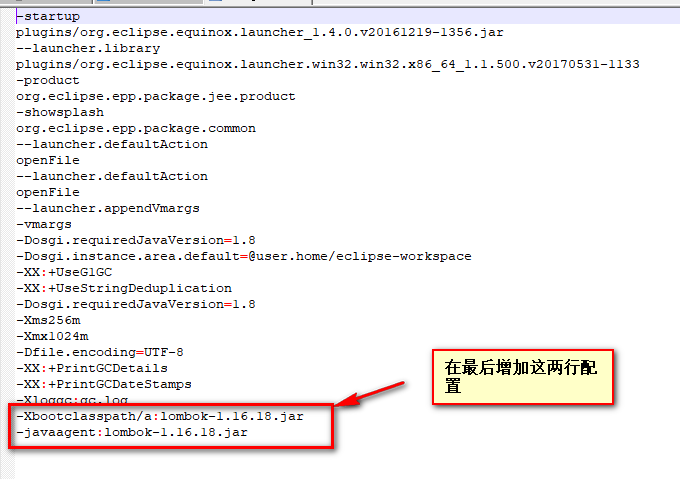 -startup
plugins/org.eclipse.equinox.launcher_1.4.0.v20161219-1356.jar
--launcher.library
plugins/org.eclipse.equinox.launcher.win32.win32.x86_64_1.1.500.v20170531-1133
-product
org.eclipse.epp.package.jee.product
-showsplash
org.eclipse.epp.package.common
--launcher.defaultAction
openFile
--launcher.defaultAction
openFile
--launcher.appendVmargs
-vmargs
-Dosgi.requiredJavaVersion=1.8
-Dosgi.instance.area.default=@user.home/eclipse-workspace
-XX:+UseG1GC
-XX:+UseStringDeduplication
-Dosgi.requiredJavaVersion=1.8
-Xms256m
-Xmx1024m
-Dfile.encoding=UTF-8
-XX:+PrintGCDetails
-XX:+PrintGCDateStamps
-Xloggc:gc.log
-Xbootclasspath/a:lombok-1.16.18.jar
-javaagent:lombok-1.16.18.jar
在最后增加这两行配
置